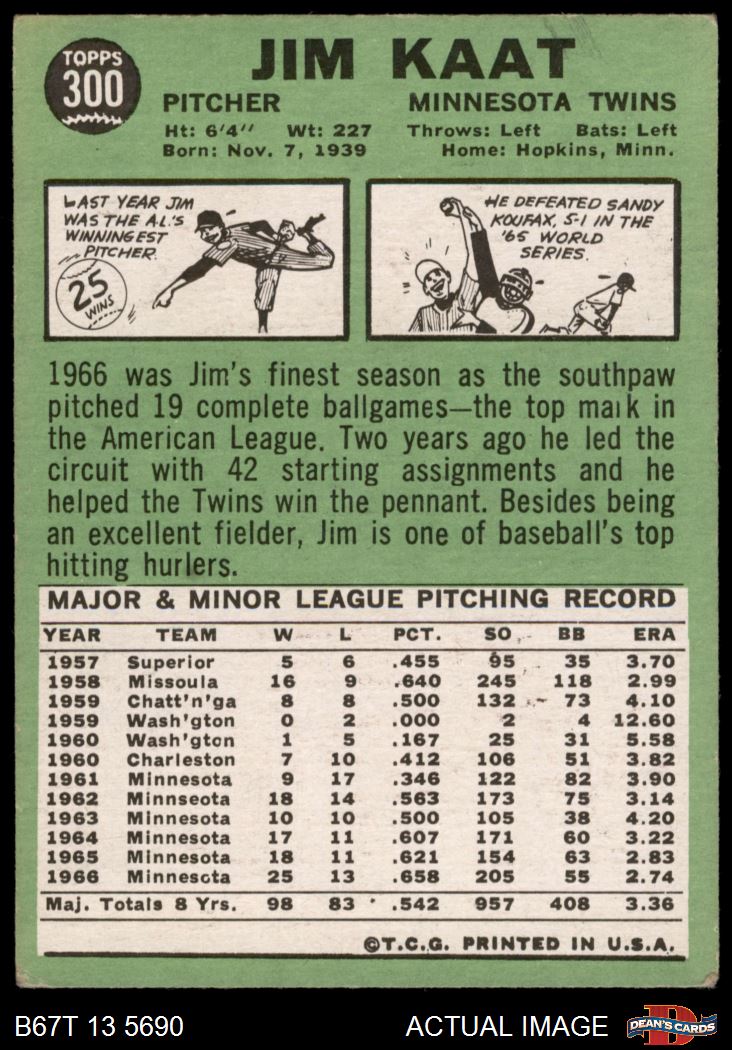 TOPPS
300
JIM KAAT
PITCHER MINNESOTA TWINS
Ht: 6'4" Wt: 227 Throws: Left Bats: Left
Born: Nov. 7, 1939 Home: Hopkins, Minn.
LAST YEAR JIM
WAS THE A.L.'S
WINNINGEST
PITCHER.
25
WINS
HE DEFEATED SANDY
KOUFAX, 5-1 IN THE
'65 WORLD
SERIES.
1966 was Jim's finest season as the southpaw
pitched 19 complete ballgames—the top mark in
the American League. Two years ago he led the
circuit with 42 starting assignments and he
helped the Twins win the pennant. Besides being
an excellent fielder, Jim is one of baseball's top
hitting hurlers.
MAJOR & MINOR LEAGUE PITCHING RECORD
YEAR TEAM W L PCT. SO BB ERA
1957 Superior 5 6 .455 95 35 3.70
1958 Missoula 16 9 .640 245 118 2.99
1959 Chatt'n'ga 8 8 .500 132 73 4.10
1959 Wash'gton 0 2 .000 2 4 12.60
1960 Wash'gton 1 5 .167 25 31 5.58
1960 Charleston 7 10 .412 106 51 3.82
1961 Minnesota 9 17 .346 122 82 3.90
1962 Minnseota 18 14 .563 173 75 3.14
1963 Minnesota 10 10 .500 105 38 4.20
1964 Minnesota 17 11 .607 171 60 3.22
1965 Minnesota 18 11 .621 154 63 2.83
1966 Minnesota 25 13 .658 205 55 2.74
Maj. Totals 8 Yrs. 98 83 .542 957 408 3.36
©T.C.G. PRINTED IN U.S.A.
B67T 13 5690 ACTUAL IMAGE
D
DEAN'S CARDS